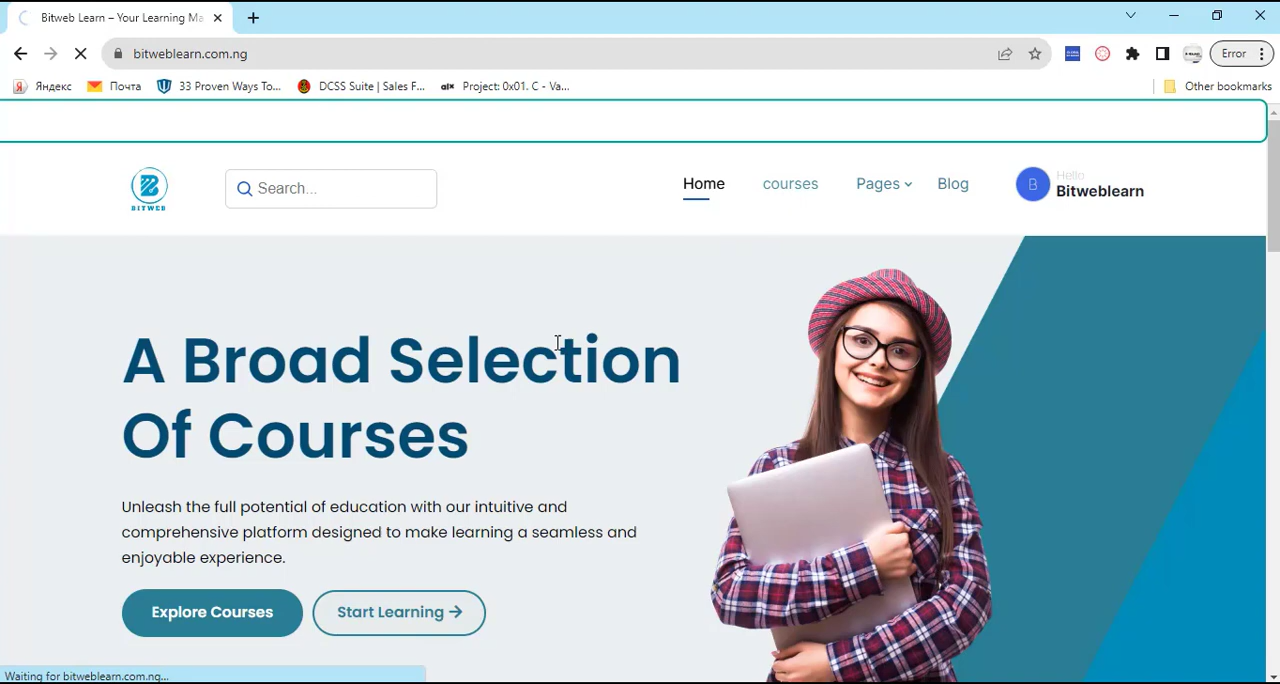 Bitweb Learn – Your Learning Ma
bitweblearn.com.ng
Error
Яндекс
Почта
33 Proven Ways To...
DCSS Suite | Sales F...
Project: 0x01. C - Va...
Other bookmarks
BITWEB
Search...
Home
courses
Pages
Blog
B
Hello
Bitweblearn
A Broad Selection
Of Courses
Unleash the full potential of education with our intuitive and
comprehensive platform designed to make learning a seamless and
enjoyable experience.
Explore Courses
Start Learning →
Waiting for bitweblearn.com.ng...